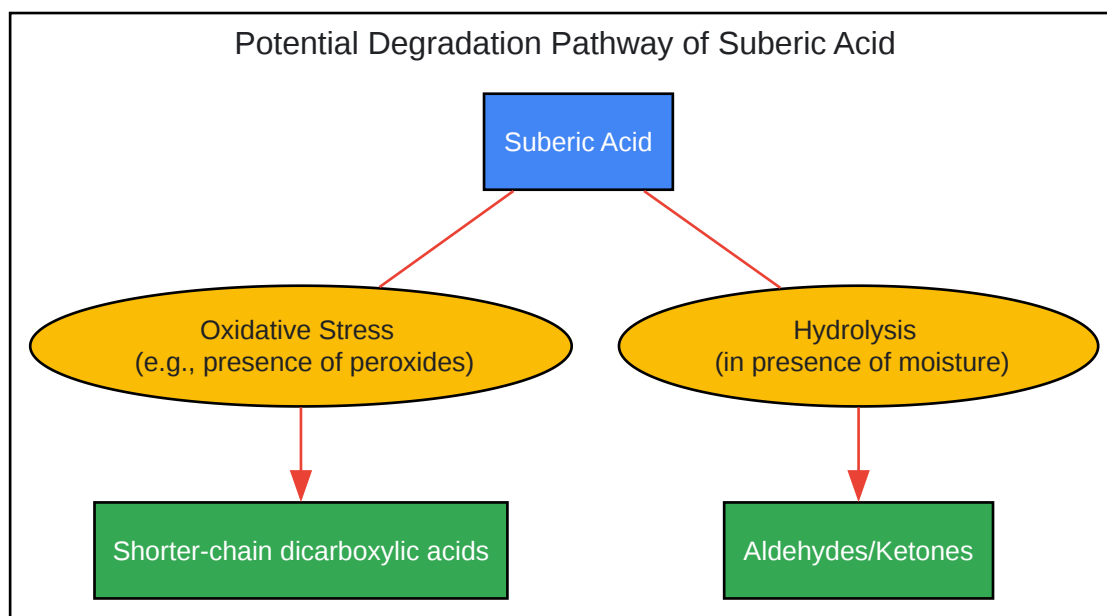 Potential Degradation Pathway of Suberic Acid
Suberic Acid
Oxidative Stress
(e.g., presence of peroxides)
Hydrolysis
(in presence of moisture)
Shorter-chain dicarboxylic acids
Aldehydes/Ketones